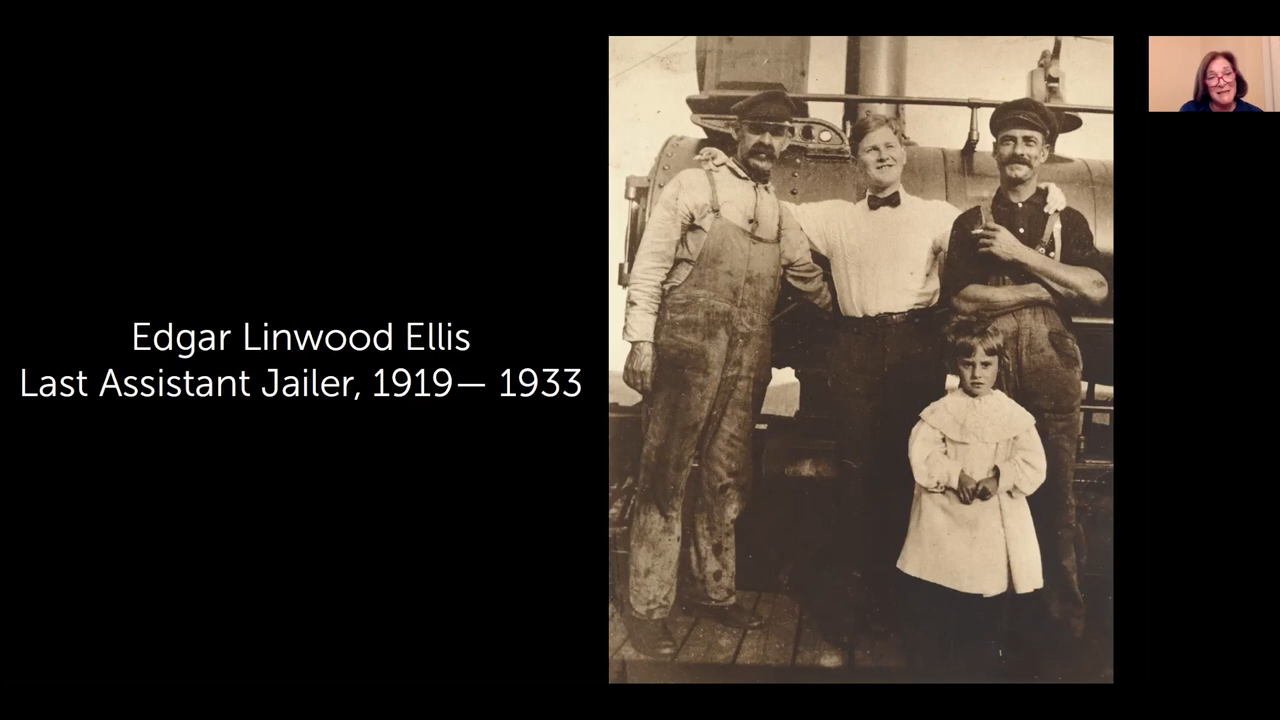 Edgar Linwood Ellis
Last Assistant Jailer, 1919— 1933